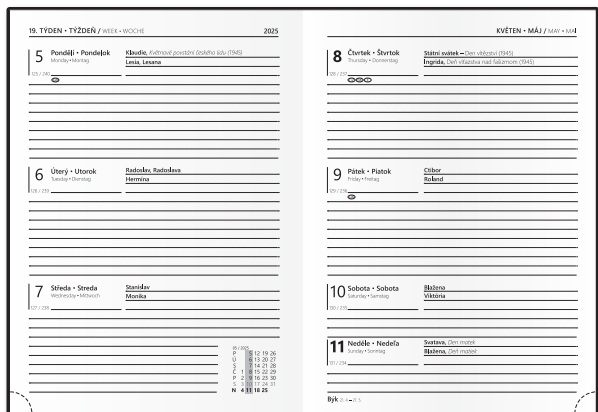 19. TÝDEN • TÝŽDEŇ / WEEK • WOCHE 2025
5 Pondělí • Pondelok
Monday • Montag
125 / 240
Klaudie, Květnové povstání českého lidu (1945)
Lesia, Lesana
6 Úterý • Utorok
Tuesday • Dienstag
126 / 239
Radoslav, Radoslava
Hermína
7 Středa • Streda
Wednesday • Mittwoch
127 / 238
Stanislav
Monika
05 / 2025
P 5 12 19 26
Ú 6 13 20 27
S 7 14 21 28
Č 1 8 15 22 29
P 2 9 16 23 30
S 3 10 17 24 31
N 4 11 18 25
KVĚTEN • MÁJ / MAY • MAI
8 Čtvrtek • Štvrtok
Thursday • Donnerstag
128 / 237
Státní svátek – Den vítězství (1945)
Ingrida, Deň víťazstva nad fašizmom (1945)
9 Pátek • Piatok
Friday • Freitag
129 / 236
Ctibor
Roland
10 Sobota • Sobota
Saturday • Samstag
130 / 235
Blažena
Viktória
11 Neděle • Nedeľa
Sunday • Sonntag
131 / 234
Svatava, Den matek
Blažena, Deň matiek
Býk 21. 4. – 21. 5.